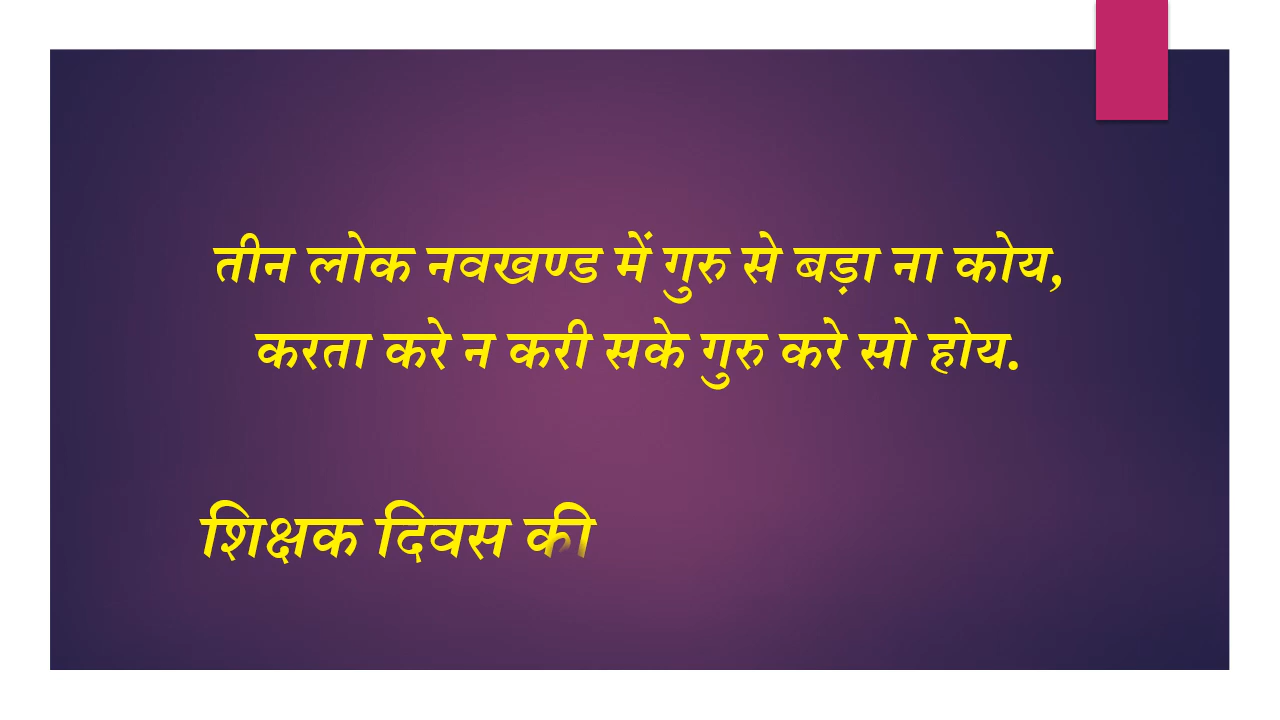 तीन लोक नवखण्ड में गुरु से बड़ा ना कोय,
करता करे न करी सके गुरु करे सो होय.
शिक्षक दिवस की